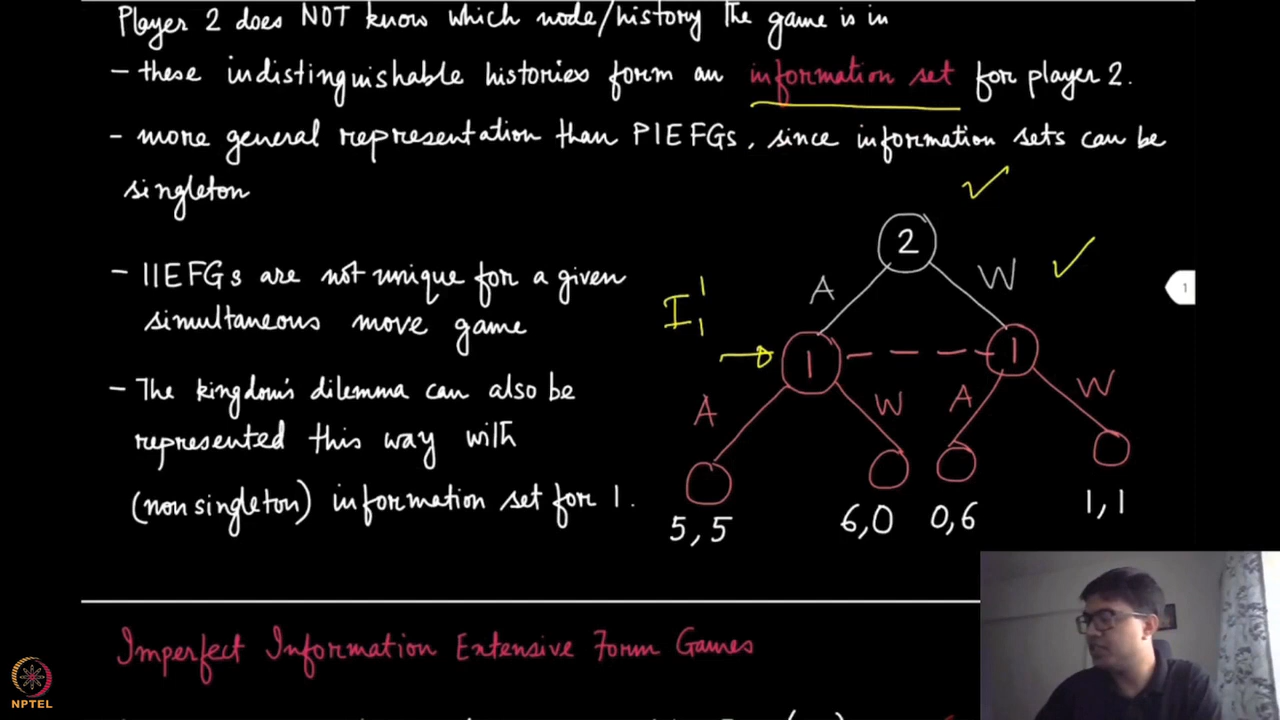 Player 2 does NOT know which node/history the game is in
- these indistinguishable histories form an information set for player 2.
- more general representation than PIEFGs, since information sets can be
singleton
- IIEFGs are not unique for a given
simultaneous move game
- The kingdom's dilemma can also be
represented this way with
(non singleton) information set for 1.
2
A W
I₁¹
1 1
A W A W
5,5 6,0 0,6 1,1
1
Imperfect Information Extensive Form Games
NPTEL